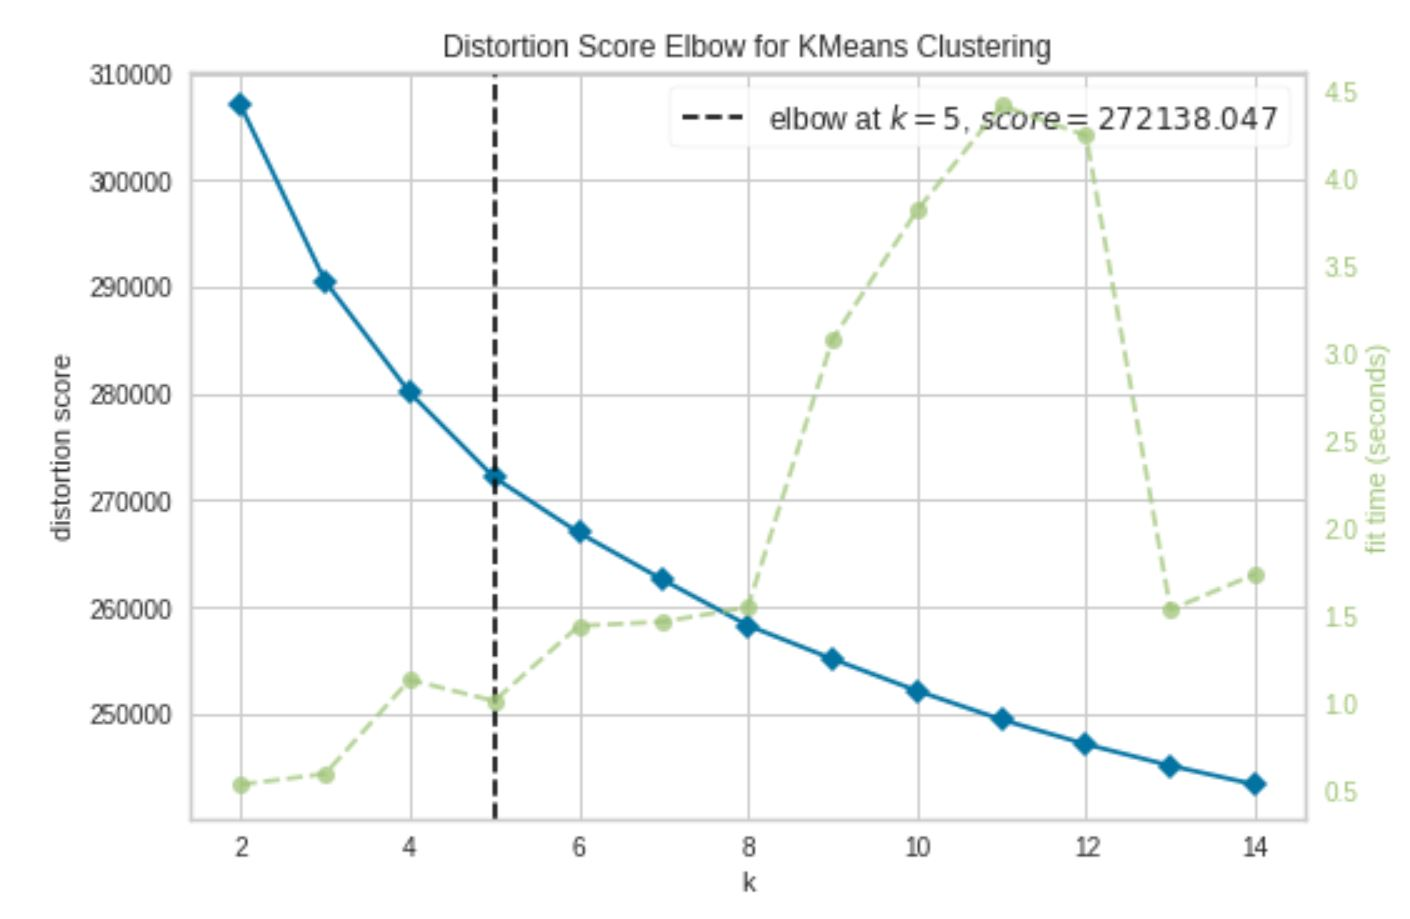 Distortion Score Elbow for KMeans Clustering
elbow at k = 5, score = 272138.047
distortion score
310000
300000
290000
280000
270000
260000
250000
4.5
4.0
3.5
3.0
2.5
2.0
1.5
1.0
0.5
fit time (seconds)
2 4 6 8 10 12 14
k